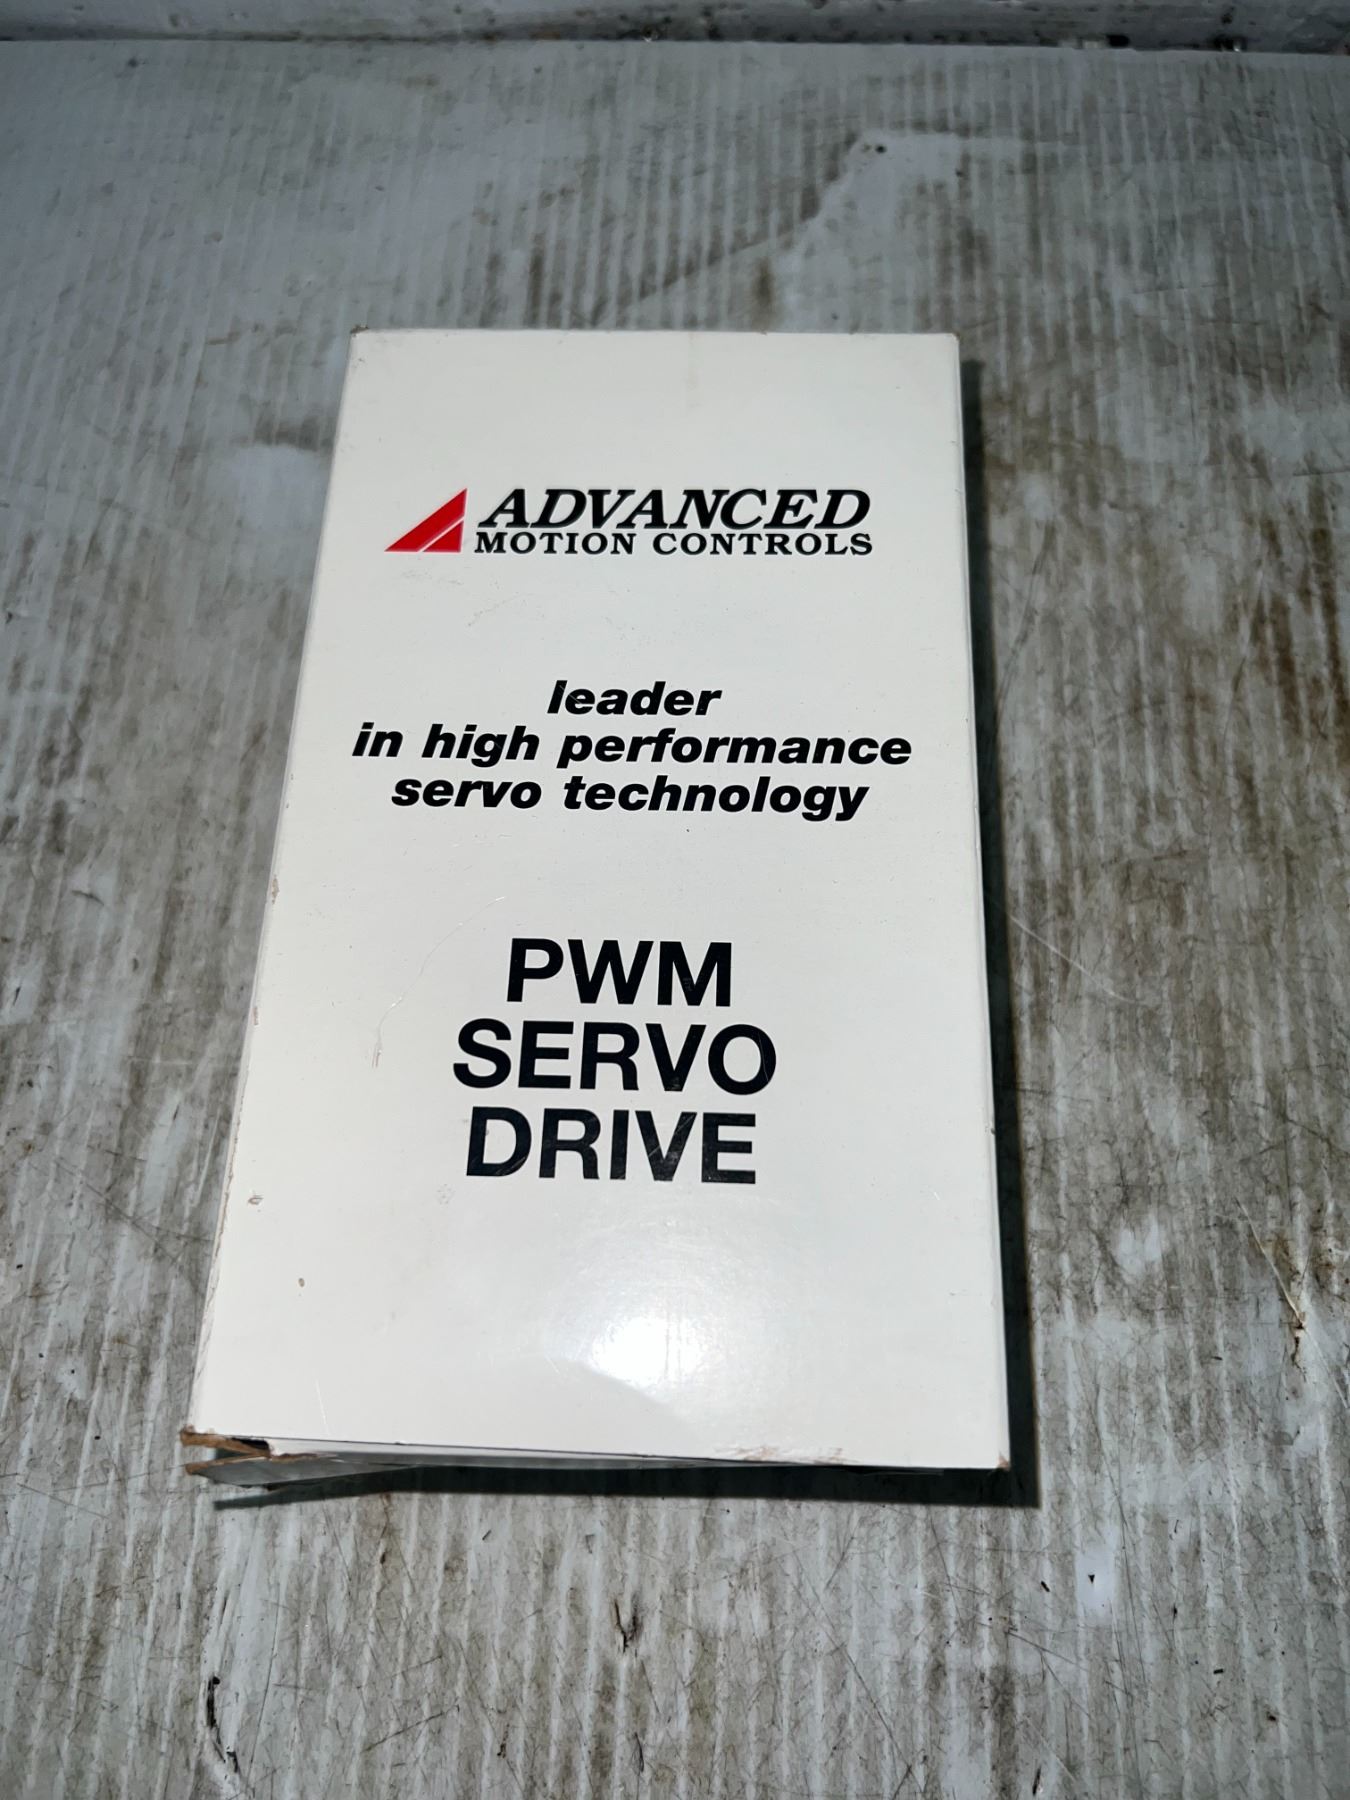 ADVANCED
MOTION CONTROLS
leader
in high performance
servo technology
PWM
SERVO
DRIVE